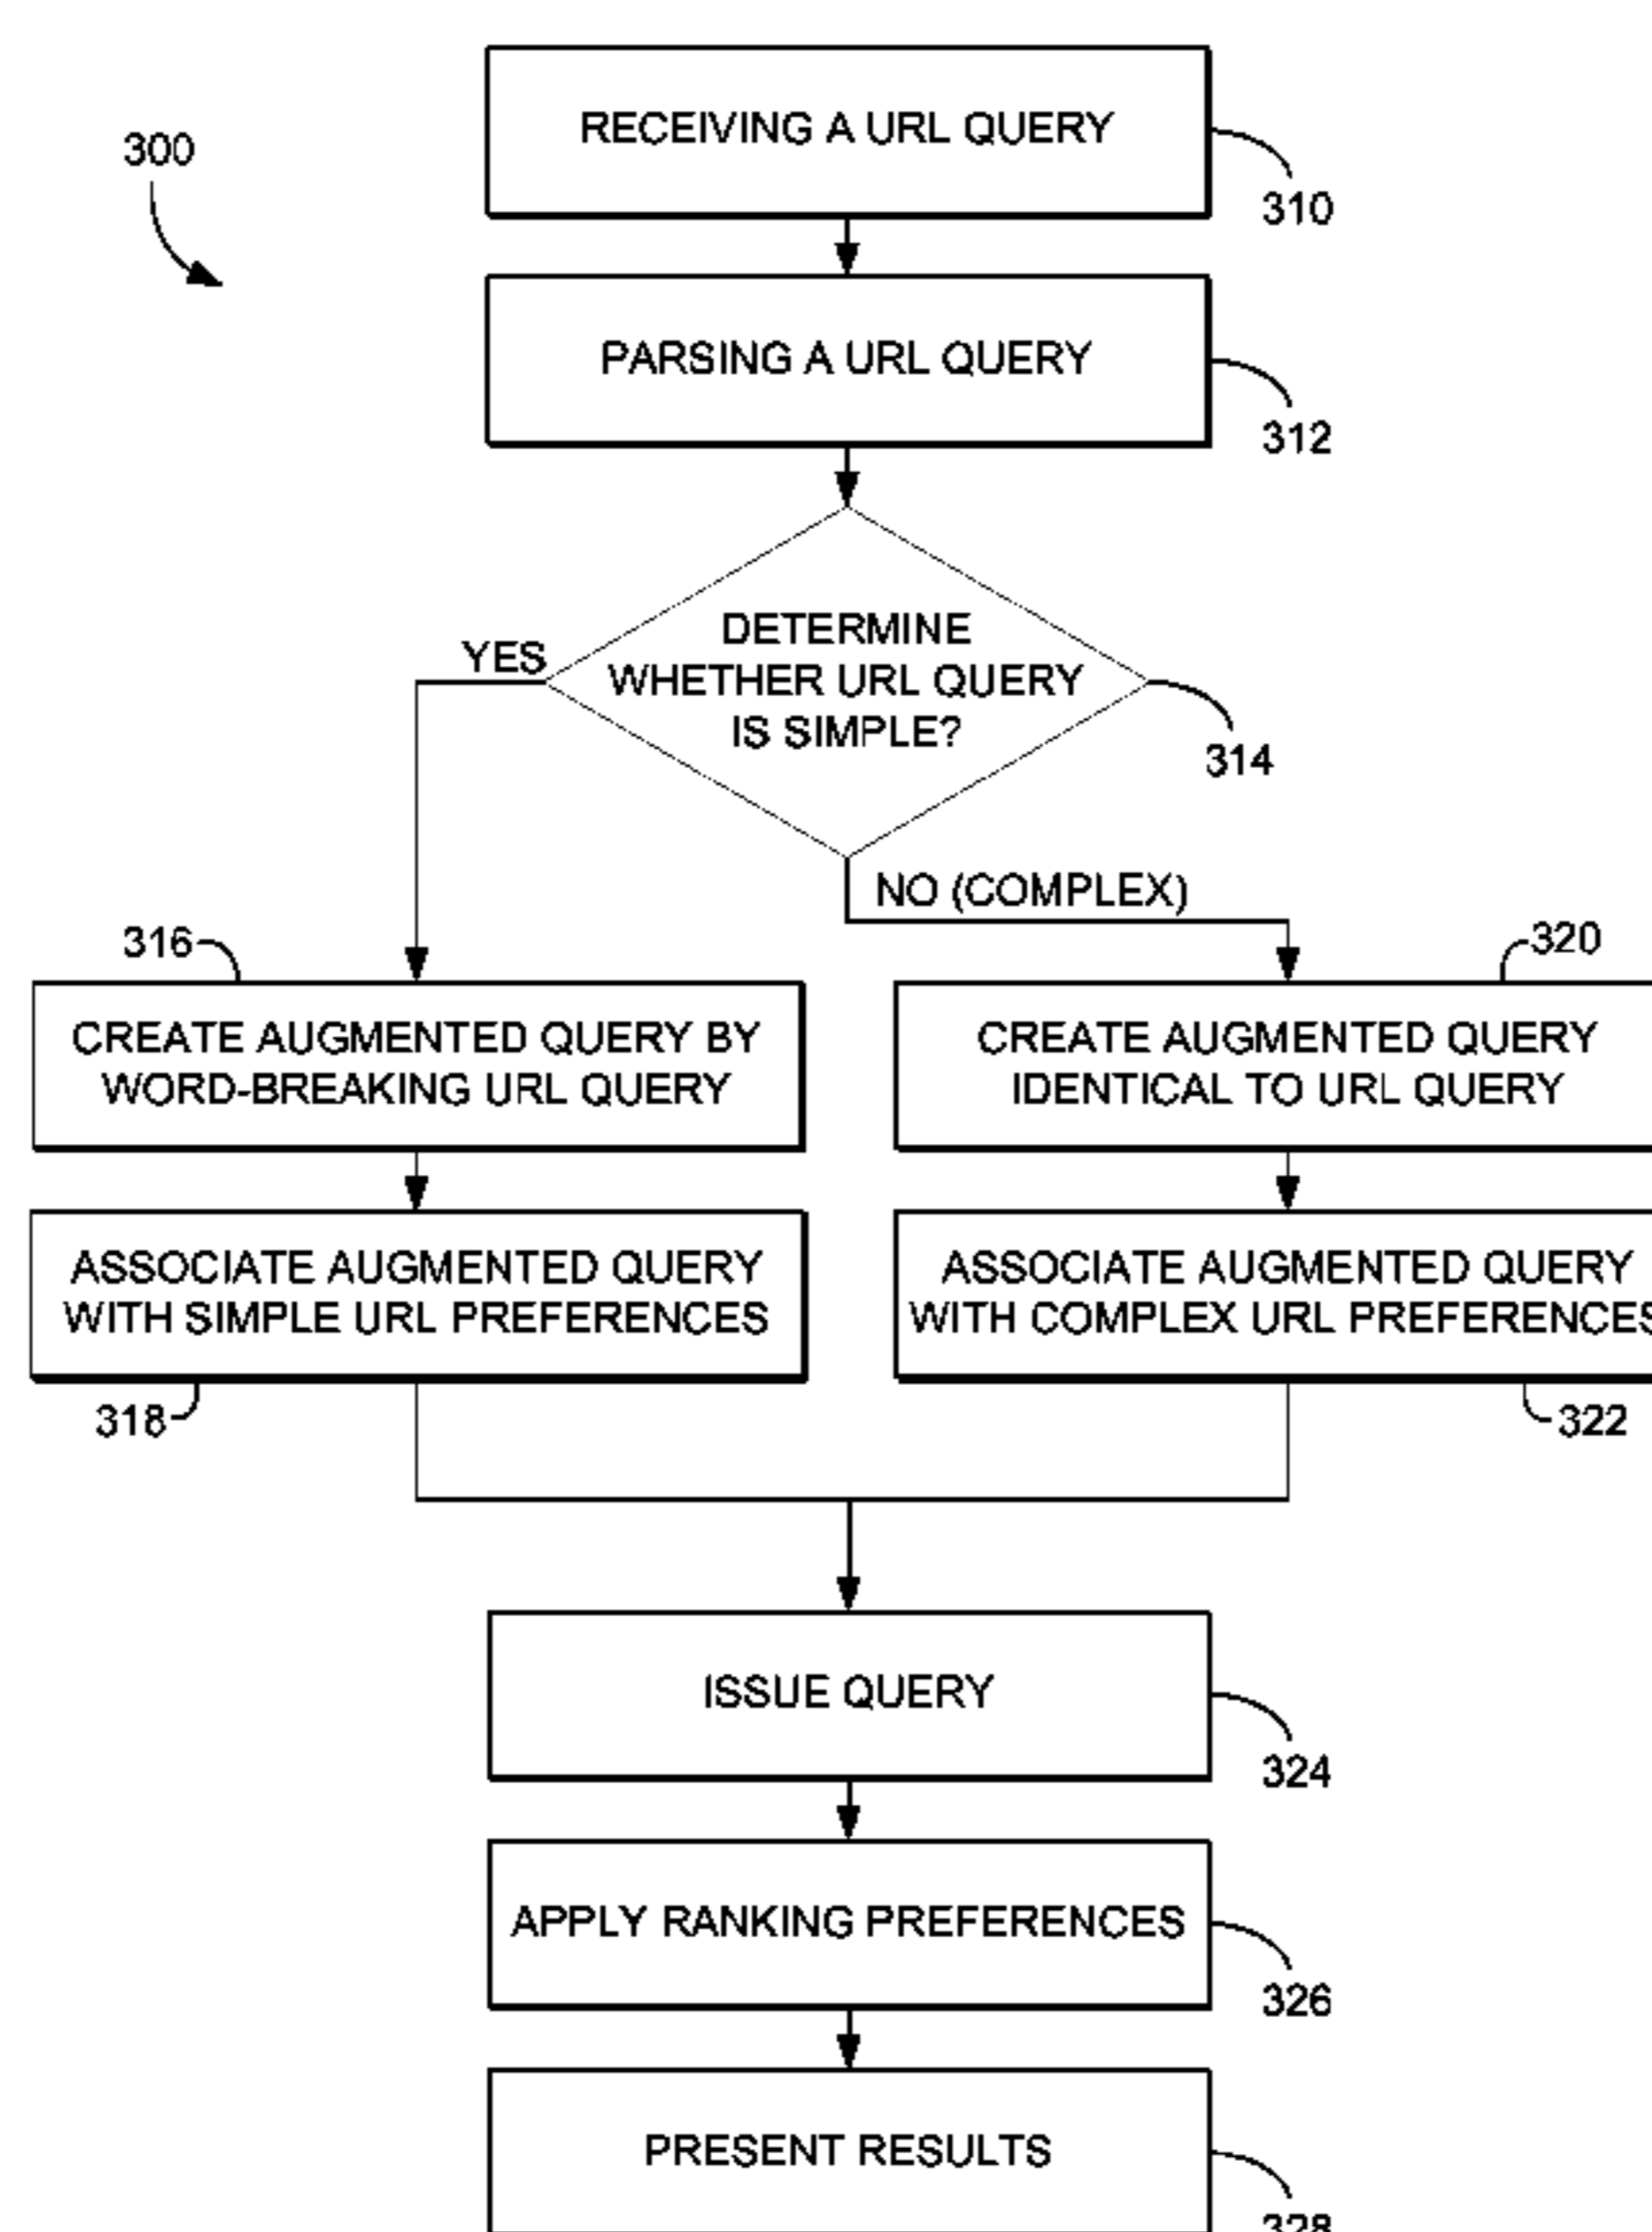 300
RECEIVING A URL QUERY
310
PARSING A URL QUERY
312
DETERMINE
WHETHER URL QUERY
IS SIMPLE?
314
YES
NO (COMPLEX)
316
CREATE AUGMENTED QUERY BY
WORD-BREAKING URL QUERY
320
CREATE AUGMENTED QUERY
IDENTICAL TO URL QUERY
ASSOCIATE AUGMENTED QUERY
WITH SIMPLE URL PREFERENCES
318
ASSOCIATE AUGMENTED QUERY
WITH COMPLEX URL PREFERENCES
322
ISSUE QUERY
324
APPLY RANKING PREFERENCES
326
PRESENT RESULTS
328